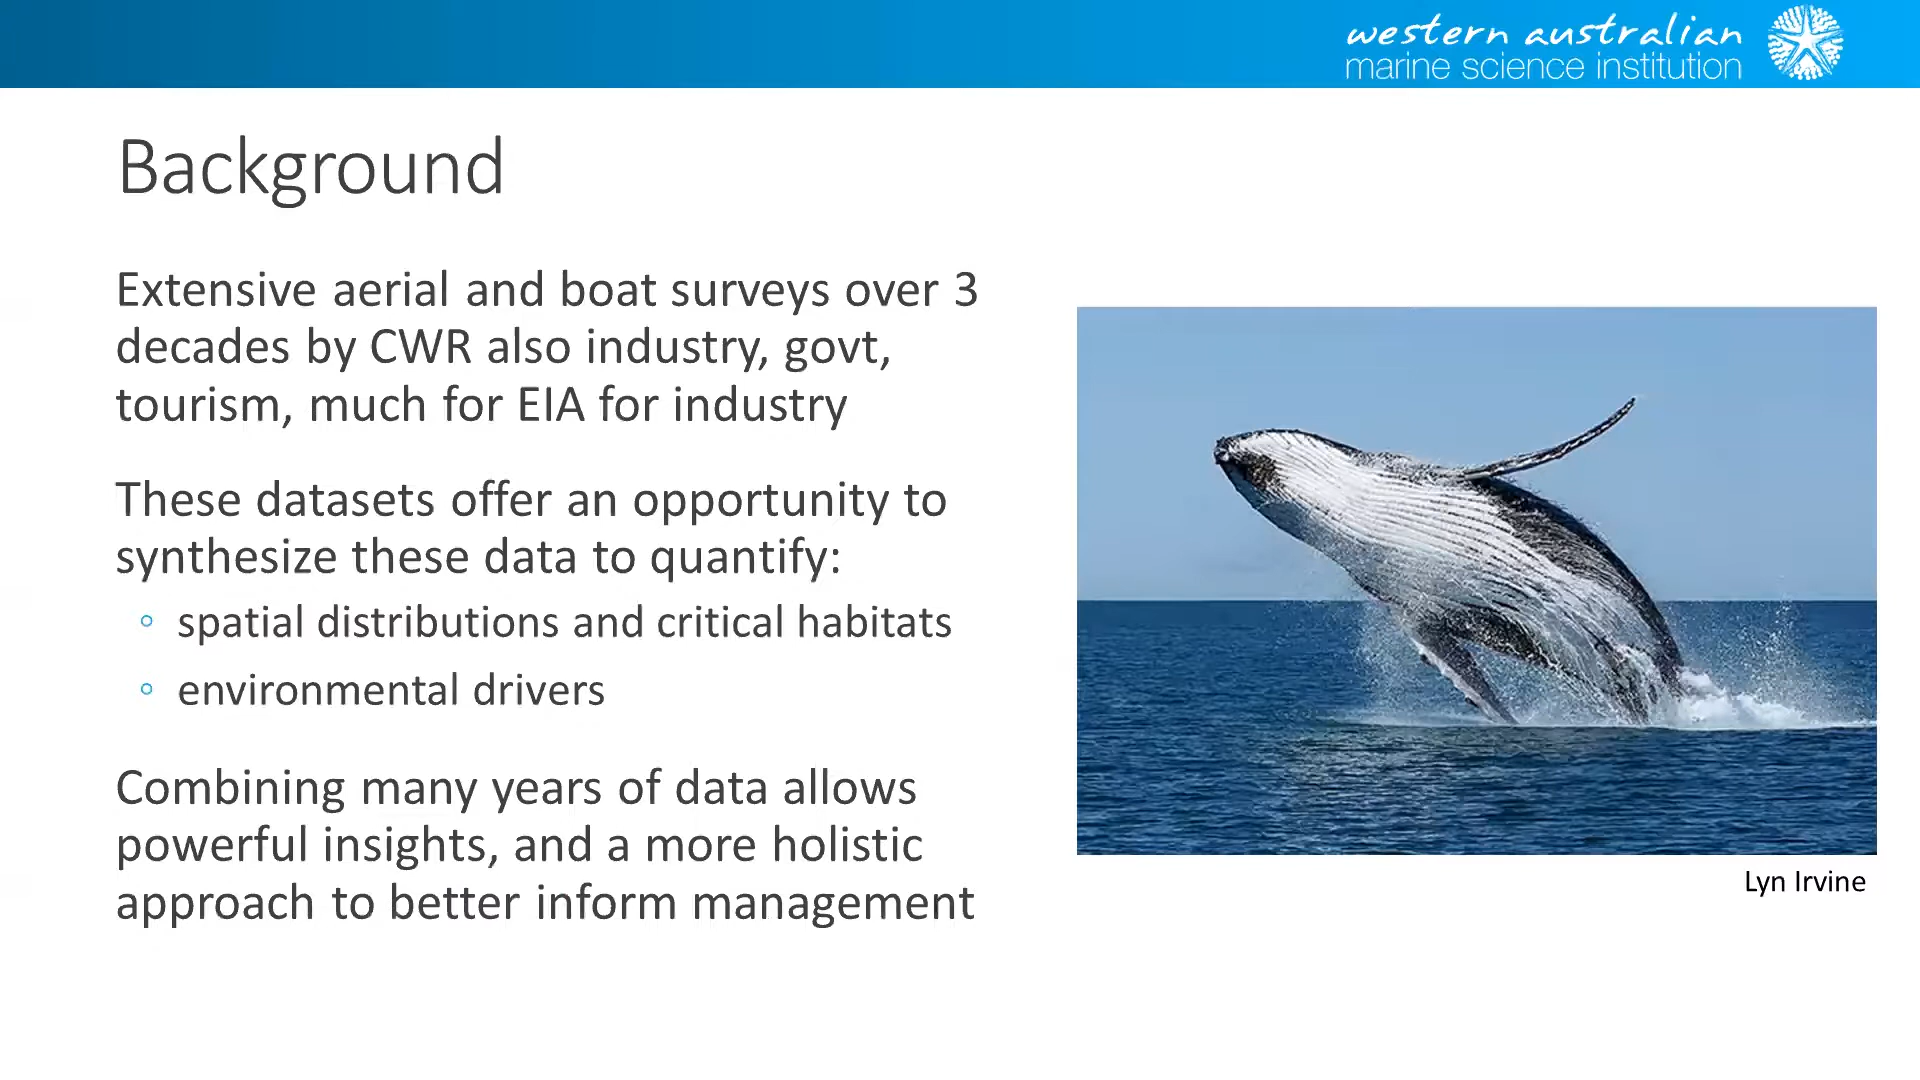 western australian
marine science institution
Background
Extensive aerial and boat surveys over 3
decades by CWR also industry, govt,
tourism, much for EIA for industry
These datasets offer an opportunity to
synthesize these data to quantify:
◦ spatial distributions and critical habitats
◦ environmental drivers
Combining many years of data allows
powerful insights, and a more holistic
approach to better inform management
Lyn Irvine